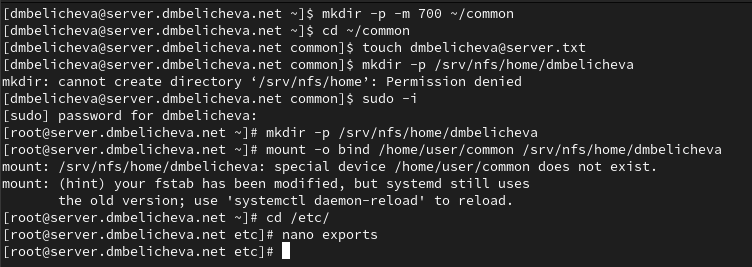 [dmbelicheva@server.dmbelicheva.net ~]$ mkdir -p -m 700 ~/common
[dmbelicheva@server.dmbelicheva.net ~]$ cd ~/common
[dmbelicheva@server.dmbelicheva.net common]$ touch dmbelicheva@server.txt
[dmbelicheva@server.dmbelicheva.net common]$ mkdir -p /srv/nfs/home/dmbelicheva
mkdir: cannot create directory ‘/srv/nfs/home’: Permission denied
[dmbelicheva@server.dmbelicheva.net common]$ sudo -i
[sudo] password for dmbelicheva:
[root@server.dmbelicheva.net ~]# mkdir -p /srv/nfs/home/dmbelicheva
[root@server.dmbelicheva.net ~]# mount -o bind /home/user/common /srv/nfs/home/dmbelicheva
mount: /srv/nfs/home/dmbelicheva: special device /home/user/common does not exist.
mount: (hint) your fstab has been modified, but systemd still uses
       the old version; use 'systemctl daemon-reload' to reload.
[root@server.dmbelicheva.net ~]# cd /etc/
[root@server.dmbelicheva.net etc]# nano exports
[root@server.dmbelicheva.net etc]#